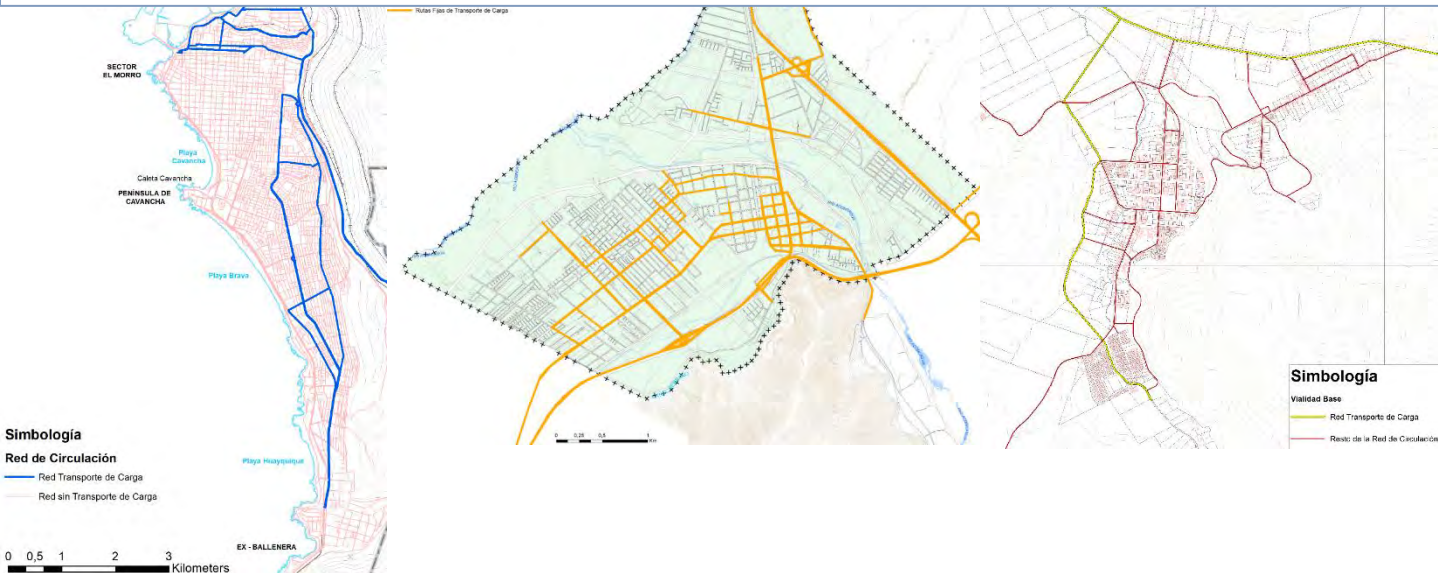 SECTOR
EL MORRO
Playa
Cavancha
Caleta Cavancha
PENÍNSULA DE
CAVANCHA
Playa Brava
Playa Huayquique
EX - BALLENERA
Simbología
Red de Circulación
Red Transporte de Carga
Red sin Transporte de Carga
0 0,5 1 2 3
Kilometers
Rutas Fijas de Transporte de Carga
0 0,25 0,5 1
Km
Simbología
Vialidad Base
Red Transporte de Carga
Resto de la Red de Circulación